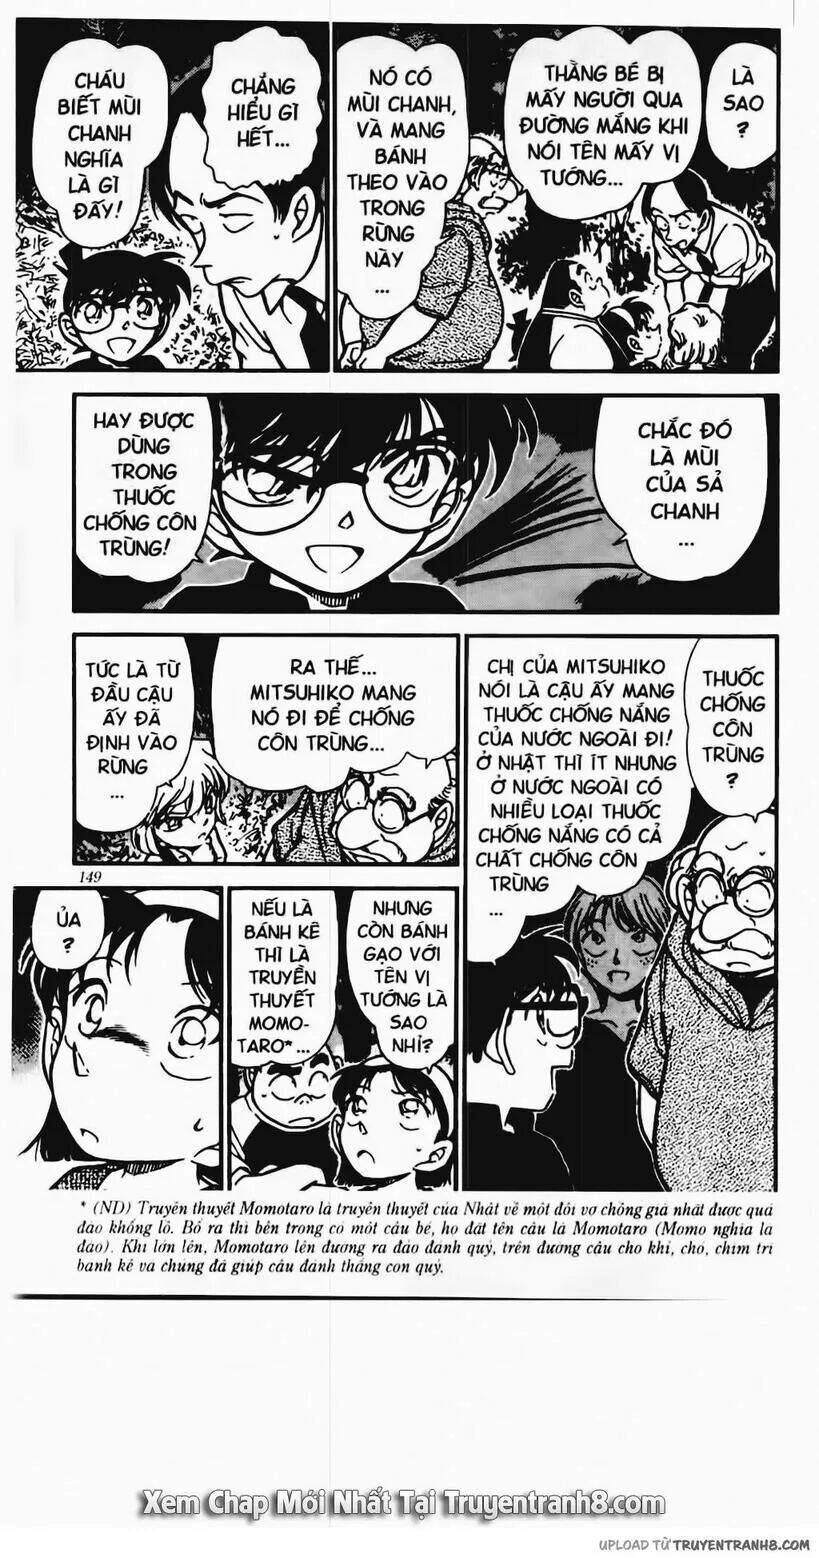 LÀ
SAO
?
THẰNG BÉ BỊ
MẤY NGƯỜI QUA
ĐƯỜNG MẮNG KHI
NÓI TÊN MẤY VỊ
TƯỚNG...
NÓ CÓ
MÙI CHANH,
VÀ MANG
BÁNH
THEO VÀO
TRONG
RỪNG
NÀY
...
CHẲNG
HIỂU GÌ
HẾT...
CHÁU
BIẾT MÙI
CHANH
NGHĨA
LÀ GÌ
ĐẤY!
CHẮC ĐÓ
LÀ MÙI
CỦA SẢ
CHANH
...
HAY ĐƯỢC
DÙNG
TRONG
THUỐC
CHỐNG CÔN
TRÙNG!
THUỐC
CHỐNG
CÔN
TRÙNG
?
CHỊ CỦA MITSUHIKO
NÓI LÀ CẬU ẤY MANG
THUỐC CHỐNG NẮNG
CỦA NƯỚC NGOÀI ĐI!
Ở NHẬT THÌ ÍT NHƯNG
Ở NƯỚC NGOÀI CÓ
NHIỀU LOẠI THUỐC
CHỐNG NẮNG CÓ CẢ
CHẤT CHỐNG CÔN
TRÙNG
...
RA THẾ...
MITSUHIKO MANG
NÓ ĐI ĐỂ CHỐNG
CÔN TRÙNG...
TỨC LÀ TỪ
ĐẦU CẬU
ẤY ĐÃ
ĐỊNH VÀO
RỪNG
...
149
NHƯNG
CÒN BÁNH
GẠO VỚI
TÊN VỊ
TƯỚNG LÀ
SAO
NHỈ?
NẾU LÀ
BÁNH KÊ
THÌ LÀ
TRUYỀN
THUYẾT
MOMO-
TARO*...
ỦA
?
* (ND) Truyền thuyết Momotaro là truyền thuyết của Nhật về một đôi vợ chồng già nhặt được quả
đào khổng lồ. Bổ ra thì bên trong có một cậu bé, họ đặt tên cậu là Momotaro (Momo nghĩa là
đào). Khi lớn lên, Momotaro lên đường ra đảo đánh quỷ, trên đường cậu cho khỉ, chó, chim trĩ
bánh kê và chúng đã giúp cậu đánh thắng con quỷ.
Xem Chap Mới Nhất Tại Truyentranh8.com
UPLOAD TỪ TRUYENTRANH8.COM